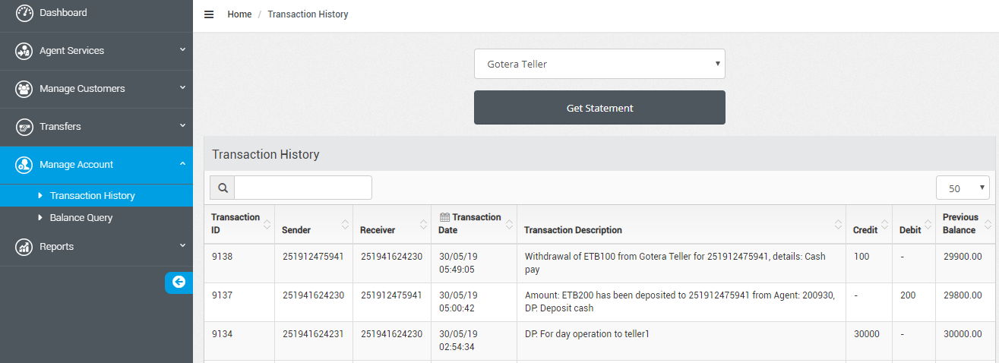 Dashboard
Agent Services
Manage Customers
Transfers
Manage Account
Transaction History
Balance Query
Reports
Home / Transaction History
Gotera Teller
Get Statement
Transaction History
50
Transaction ID Sender Receiver Transaction Date Transaction Description Credit Debit Previous Balance
9138 251912475941 251941624230 30/05/19 Withdrawal of ETB100 from Gotera Teller for 251912475941, details: Cash 100 - 29900.00
05:49:05 pay
9137 251941624230 251912475941 30/05/19 Amount: ETB200 has been deposited to 251912475941 from Agent: 200930, - 200 29800.00
05:00:42 DP. Deposit cash
9134 251941624231 251941624230 30/05/19 DP. For day operation to teller1 30000 - 30000.00
02:54:34